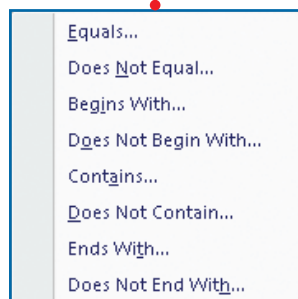 Equals...
Does Not Equal...
Begins With...
Does Not Begin With...
Contains...
Does Not Contain...
Ends With...
Does Not End With...